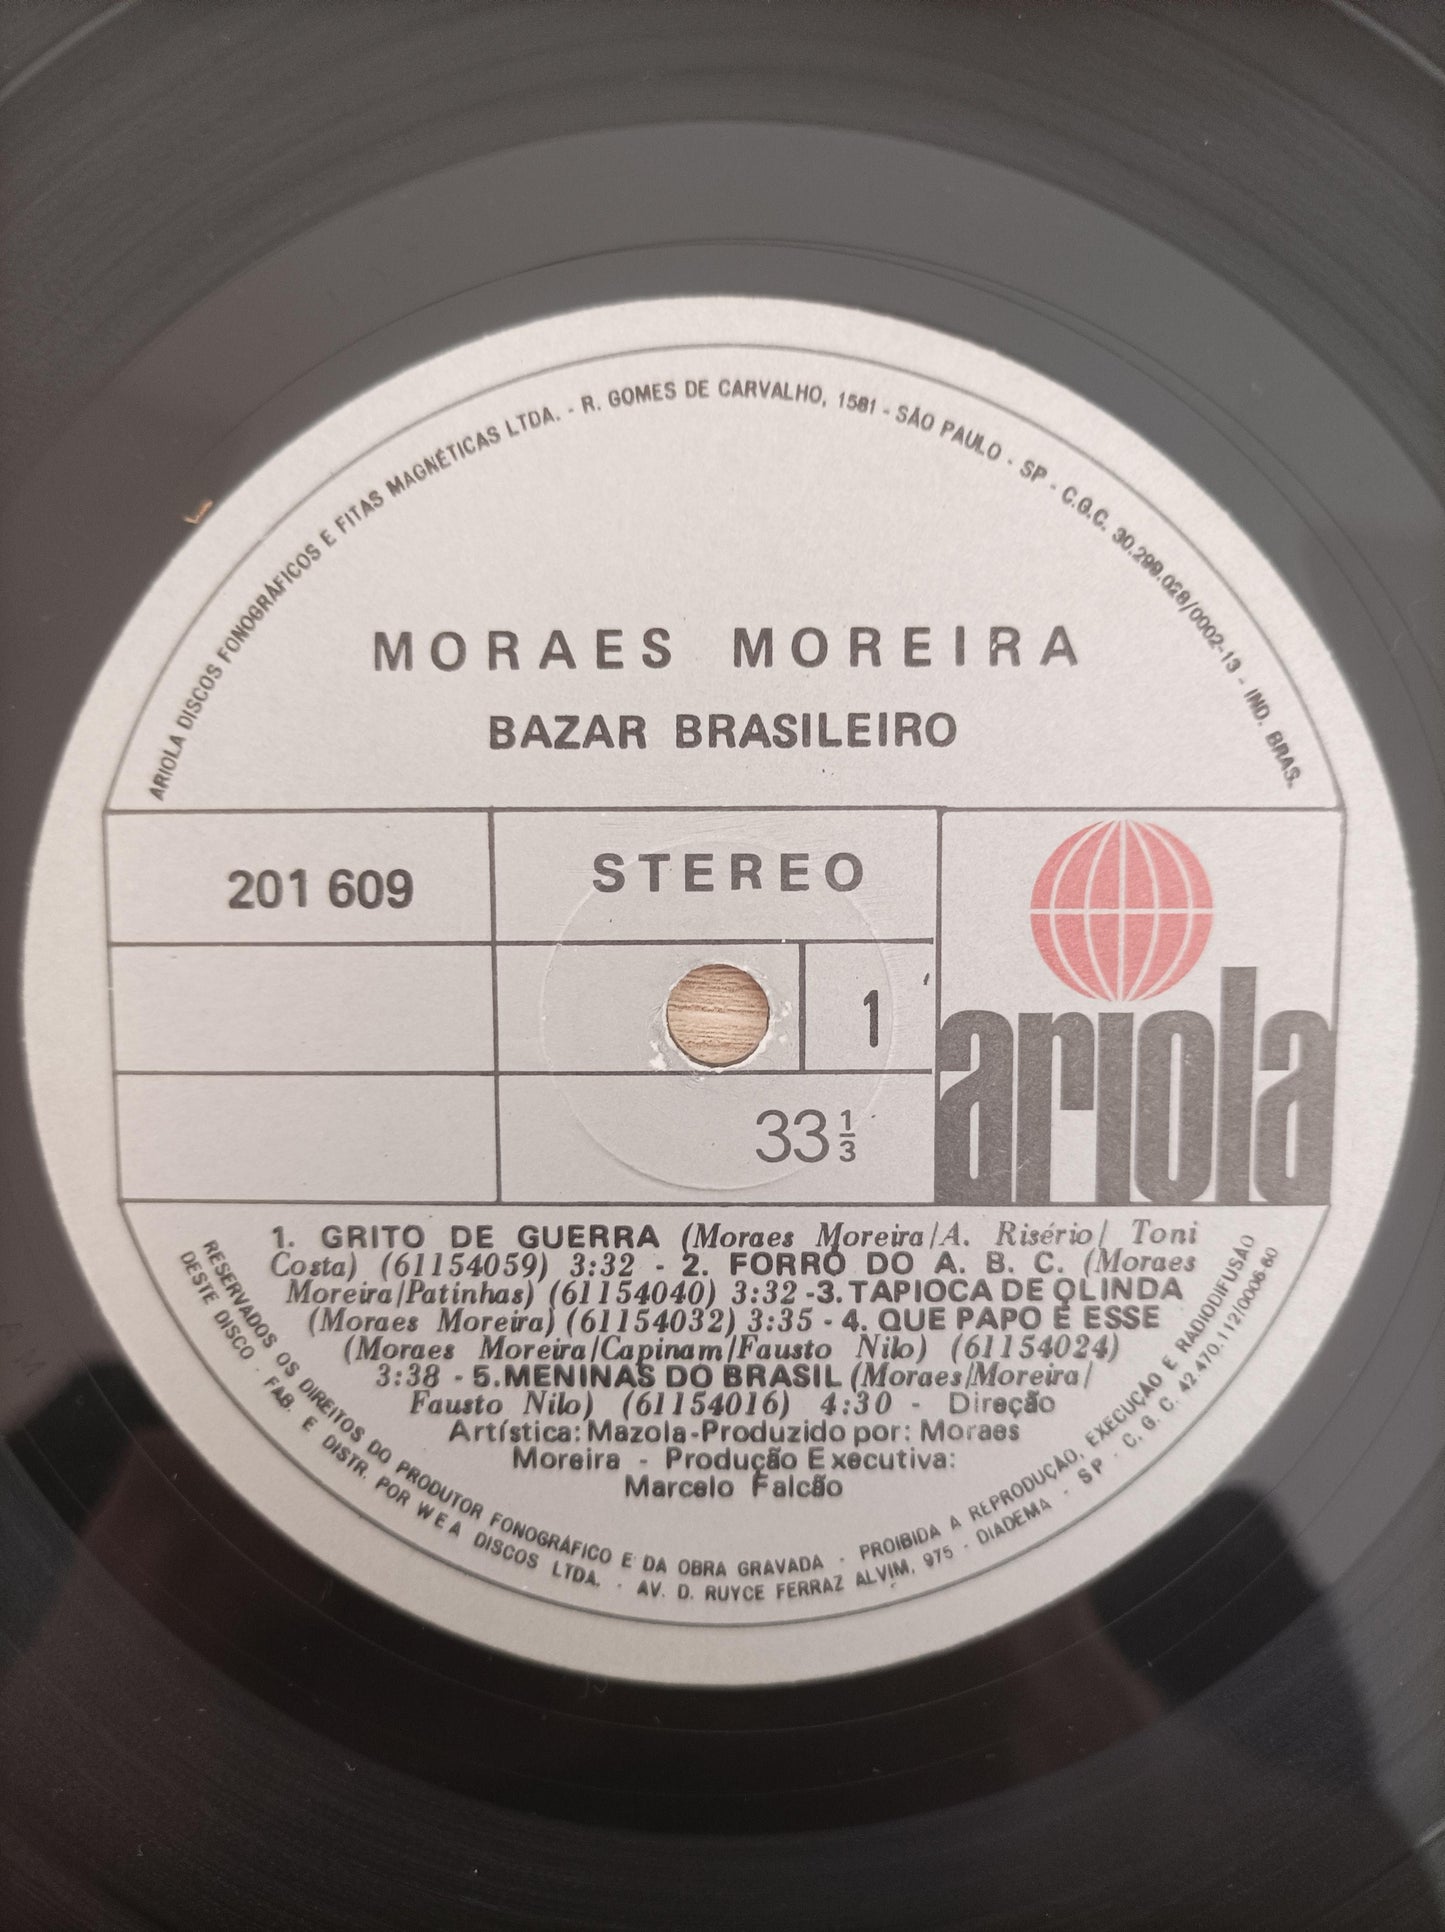 ARIOLA DISCOS FONOGRÁFICOS E FITAS MAGNÉTICAS LTDA. - R. GOMES DE CARVALHO, 1581 - SÃO PAULO - SP - C.G.C. 30.299.028/0002-13 - IND. BRAS.
MORAES MOREIRA
BAZAR BRASILEIRO
201 609
STEREO
1
33 1/3
ariola
1. GRITO DE GUERRA (Moraes Moreira/A. Risério/ Toni
Costa) (61154059) 3:32 - 2. FORRÓ DO A. B. C. (Moraes
Moreira/Patinhas) (61154040) 3:32 -3. TAPIOCA DE OLINDA
(Moraes Moreira) (61154032) 3:35 - 4. QUE PAPO É ESSE
(Moraes Moreira/Capinam/Fausto Nilo) (61154024)
3:38 - 5.MENINAS DO BRASIL (Moraes/Moreira/
Fausto Nilo) (61154016) 4:30 - Direção
Artística: Mazola-Produzido por: Moraes
Moreira - Produção Executiva:
Marcelo Falcão
RESERVADOS OS DIREITOS DO PRODUTOR FONOGRÁFICO E DA OBRA GRAVADA - PROIBIDA A REPRODUÇÃO, EXECUÇÃO E RADIODIFUSÃO
DESTE DISCO - FAB. E DISTR. POR WEA DISCOS LTDA. - AV. D. RUYCE FERRAZ ALVIM, 975 - DIADEMA - SP - C. G. C. 42.470.112/0006-60